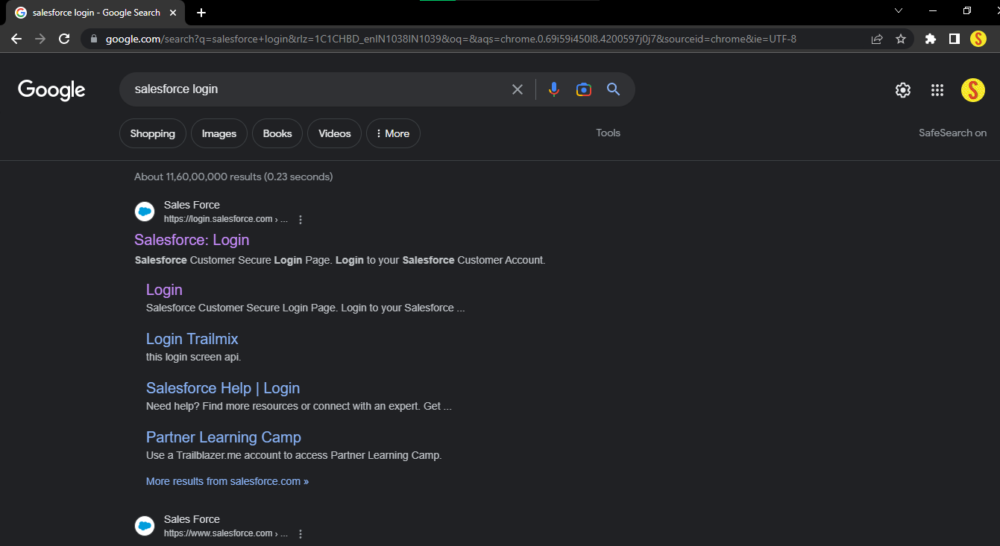 salesforce login - Google Search
google.com/search?q=salesforce+login&rlz=1C1CHBD_enIN1038IN1039&oq=&aqs=chrome.0.69i59i450l8.4200597j0j7&sourceid=chrome&ie=UTF-8
S
Google
salesforce login
S
Shopping
Images
Books
Videos
More
Tools
SafeSearch on
About 11,60,00,000 results (0.23 seconds)
Sales Force
https://login.salesforce.com › ...
Salesforce: Login
Salesforce Customer Secure Login Page. Login to your Salesforce Customer Account.
Login
Salesforce Customer Secure Login Page. Login to your Salesforce ...
Login Trailmix
this login screen api.
Salesforce Help | Login
Need help? Find more resources or connect with an expert. Get ...
Partner Learning Camp
Use a Trailblazer.me account to access Partner Learning Camp.
More results from salesforce.com »
Sales Force
https://www.salesforce.com › ...